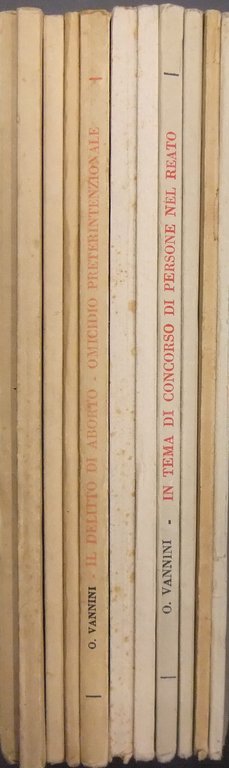 O. VANNINI IL DELITTO DI ABORTO - OMICIDIO PRETERINTENZIONALE
O. VANNINI - IN TEMA DI CONCORSO DI PERSONE NEL REATO